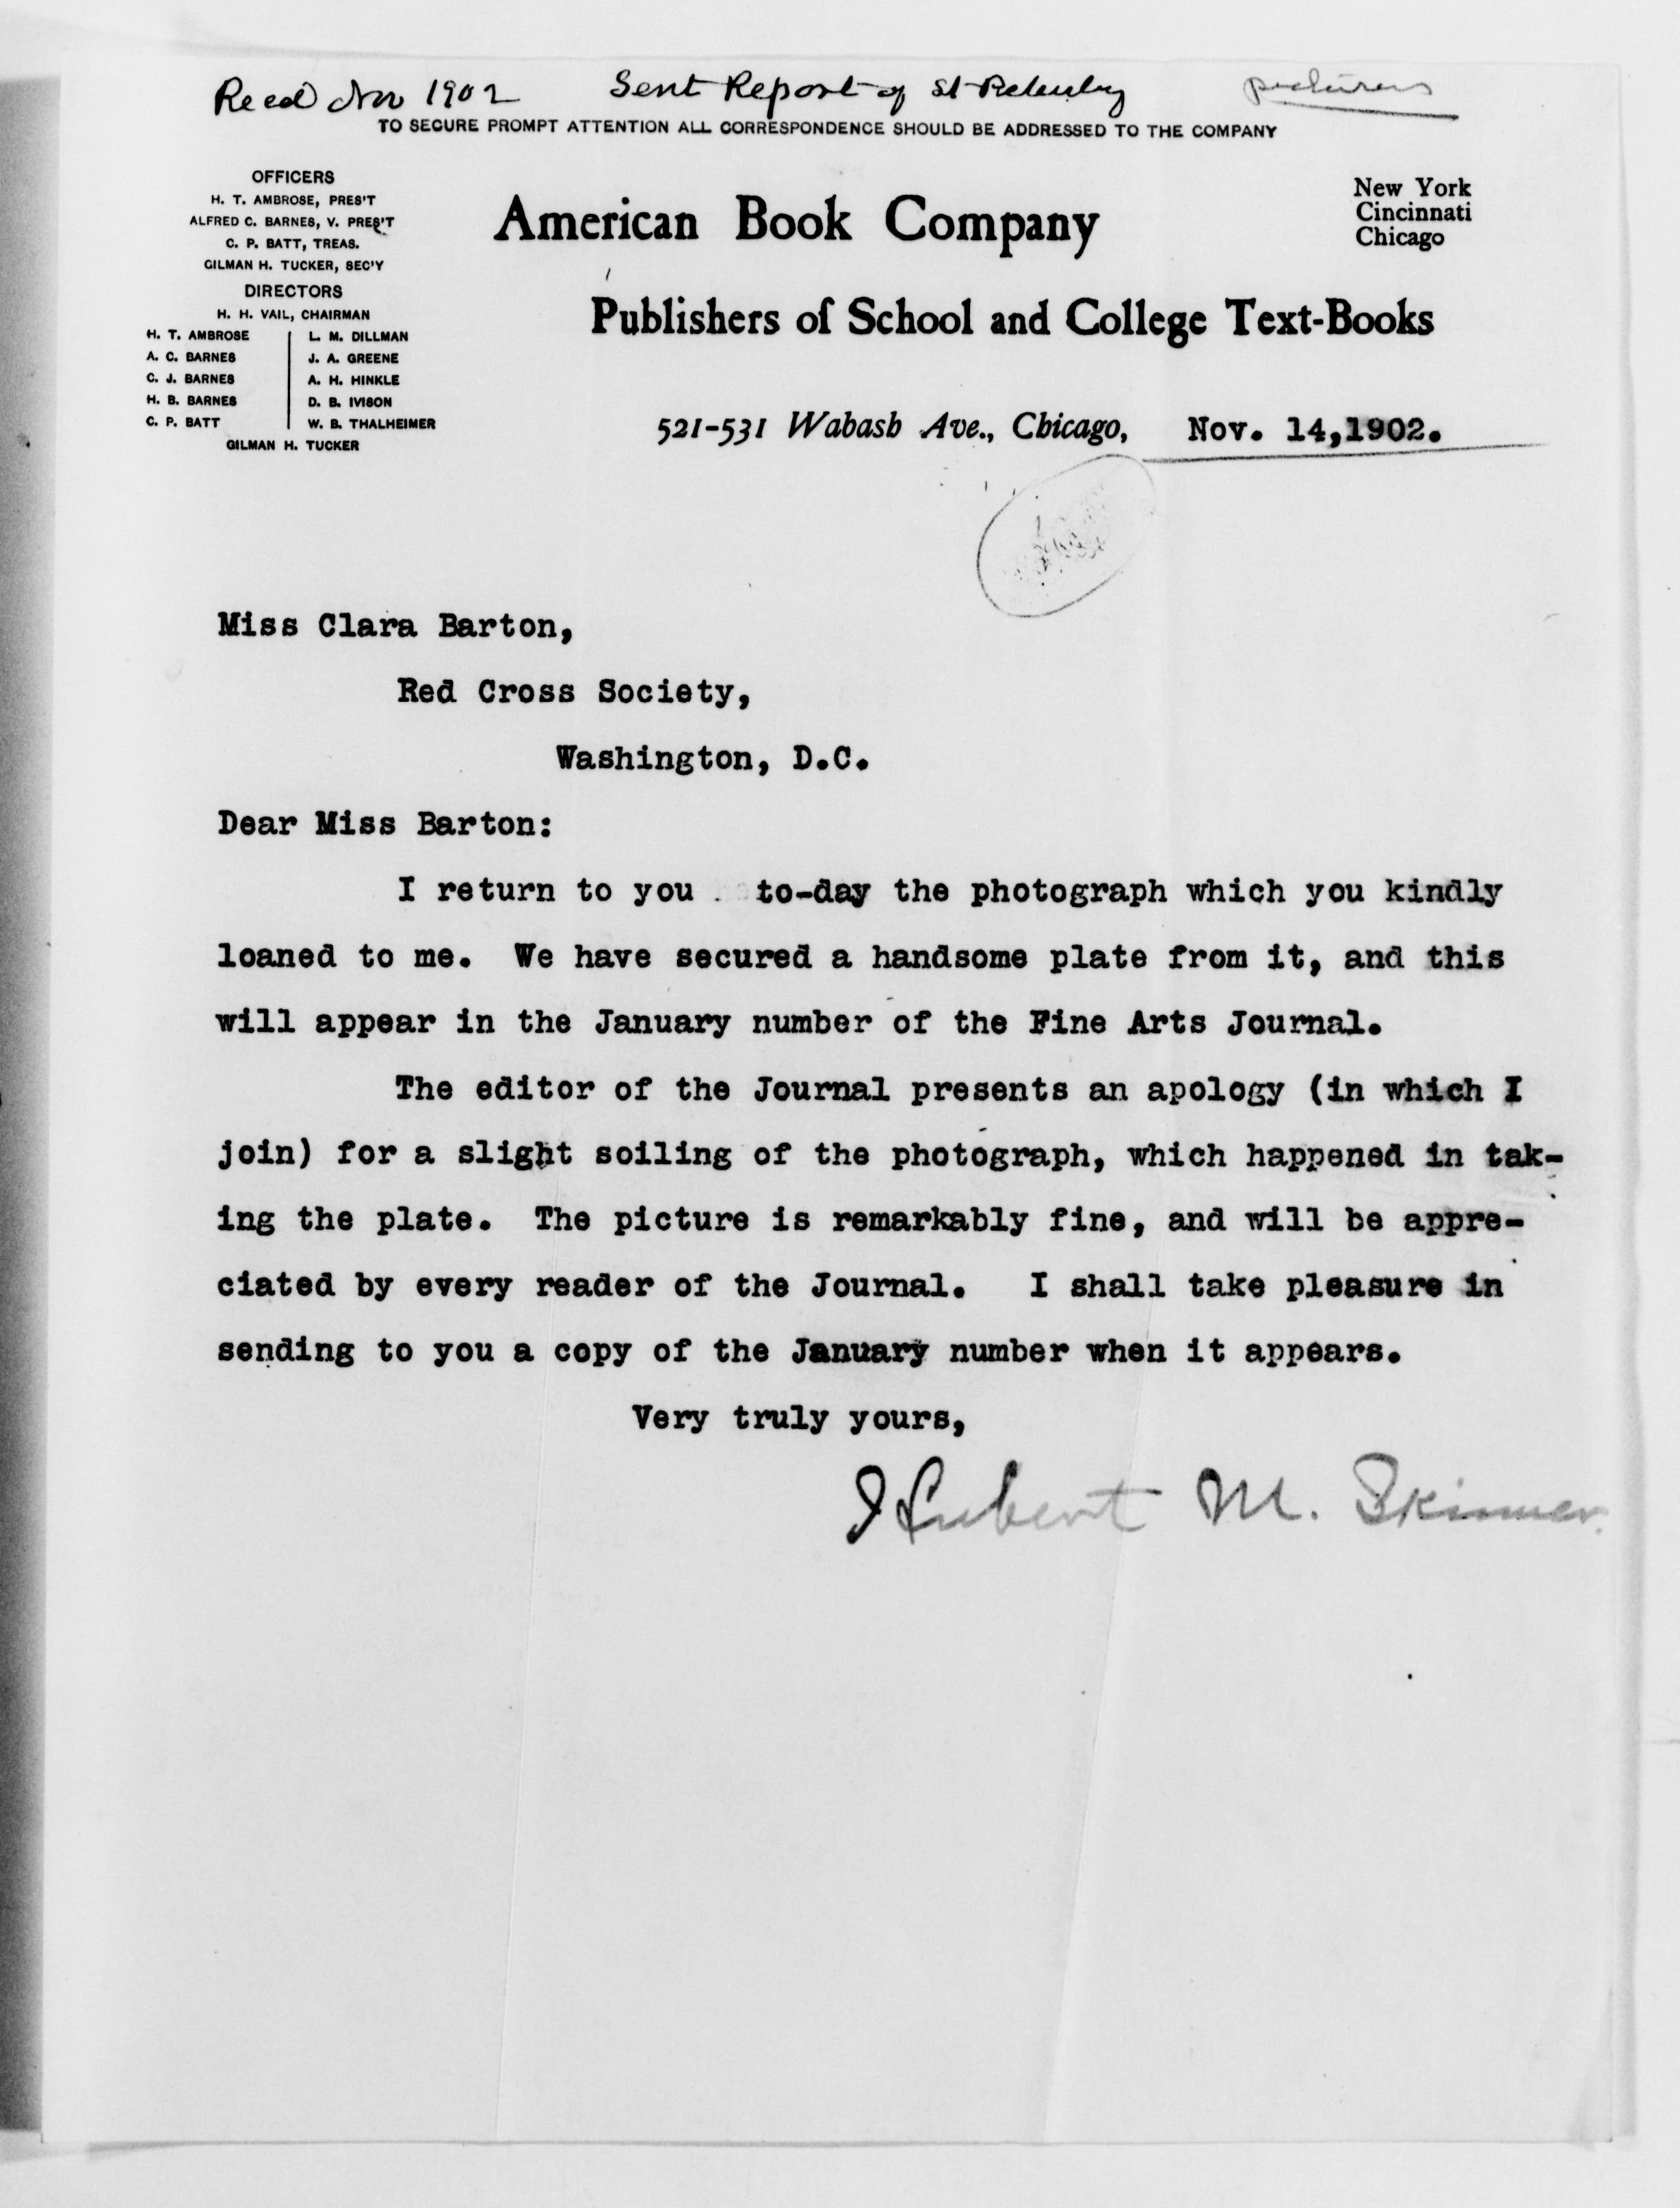 Recd Nov 1902 Sent Report of St Petersburg pictures
TO SECURE PROMPT ATTENTION ALL CORRESPONDENCE SHOULD BE ADDRESSED TO THE COMPANY
OFFICERS
H. T. AMBROSE, PRES'T
ALFRED C. BARNES, V. PRES'T
C. P. BATT, TREAS.
GILMAN H. TUCKER, SEC'Y
DIRECTORS
H. H. VAIL, CHAIRMAN
H. T. AMBROSE L. M. DILLMAN
A. C. BARNES J. A. GREENE
C. J. BARNES A. H. HINKLE
H. B. BARNES D. B. IVISON
C. P. BATT W. B. THALHEIMER
GILMAN H. TUCKER
American Book Company
Publishers of School and College Text-Books
New York
Cincinnati
Chicago
521-531 Wabash Ave., Chicago, Nov. 14,1902.
Miss Clara Barton,
Red Cross Society,
Washington, D.C.
Dear Miss Barton:
I return to you to-day the photograph which you kindly
loaned to me. We have secured a handsome plate from it, and this
will appear in the January number of the Fine Arts Journal.
The editor of the Journal presents an apology (in which I
join) for a slight soiling of the photograph, which happened in tak-
ing the plate. The picture is remarkably fine, and will be appre-
ciated by every reader of the Journal. I shall take pleasure in
sending to you a copy of the January number when it appears.
Very truly yours,
Hubert M. Skinner.